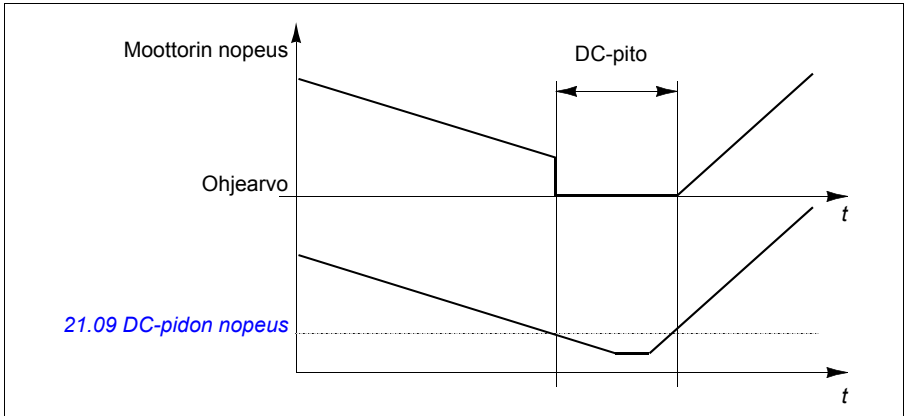 Moottorin nopeus
DC-pito
Ohjearvo
t
21.09 DC-pidon nopeus
t